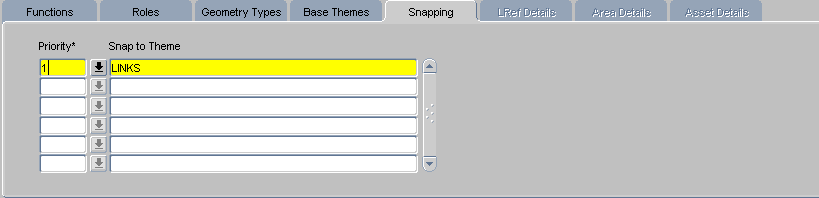 Functions Roles Geometry Types Base Themes Snapping LRef Details Area Details Asset Details
Priority* Snap to Theme
1 LINKS